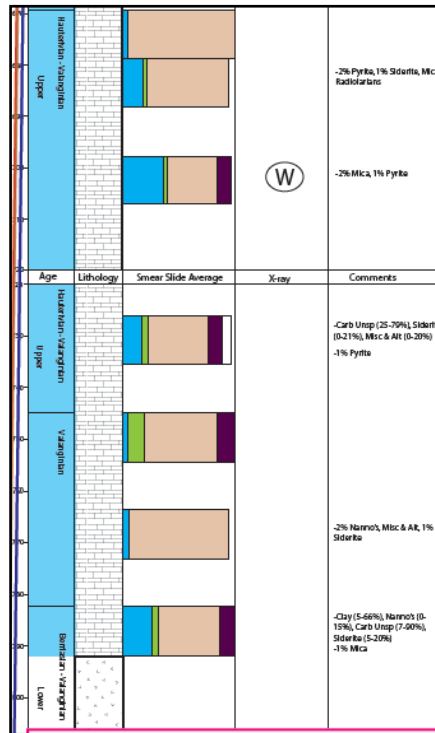 Hauterivian - Valanginian
Upper
-2% Pyrite, 1% Siderite, Mic
Radiolarians
W
-2% Mica, 1% Pyrite
Age
Lithology
Smear Slide Average
X-ray
Comments
Hauterivian - Valanginian
Upper
-Carb Unsp (25-79%), Siderit
(0-21%), Misc & Alt (0-20%)
-1% Pyrite
Valanginian
-2% Nanno's, Misc & Alt, 1%
Siderite
-Clay (5-66%), Nanno's (0-
15%), Carb Unsp (7-90%),
Siderite (5-20%)
-1% Mica
Berriasian - Valanginian
Lower